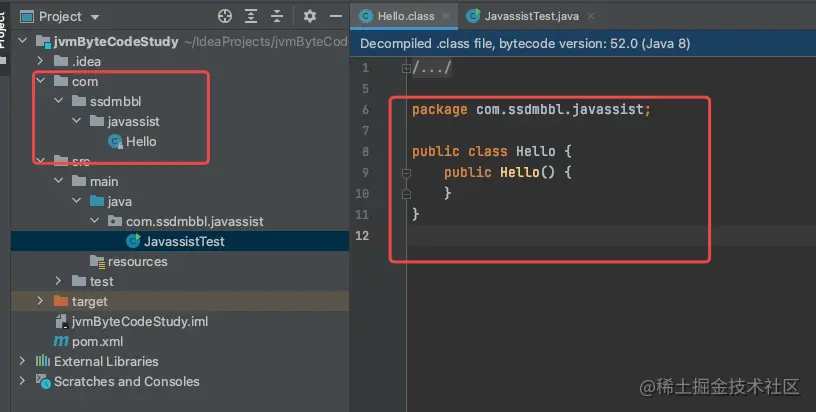 Project
Project
jvmByteCodeStudy ~/IdeaProjects/jvmByteCod
.idea
com
ssdmbbl
javassist
Hello
src
main
java
com.ssdmbbl.javassist
JavassistTest
resources
test
target
jvmByteCodeStudy.iml
pom.xml
External Libraries
Scratches and Consoles
Hello.class
JavassistTest.java
Decompiled .class file, bytecode version: 52.0 (Java 8)
1 /.../
5
6 package com.ssdmbbl.javassist;
7
8 public class Hello {
9 public Hello() {
10 }
11 }
12
@稀土掘金技术社区